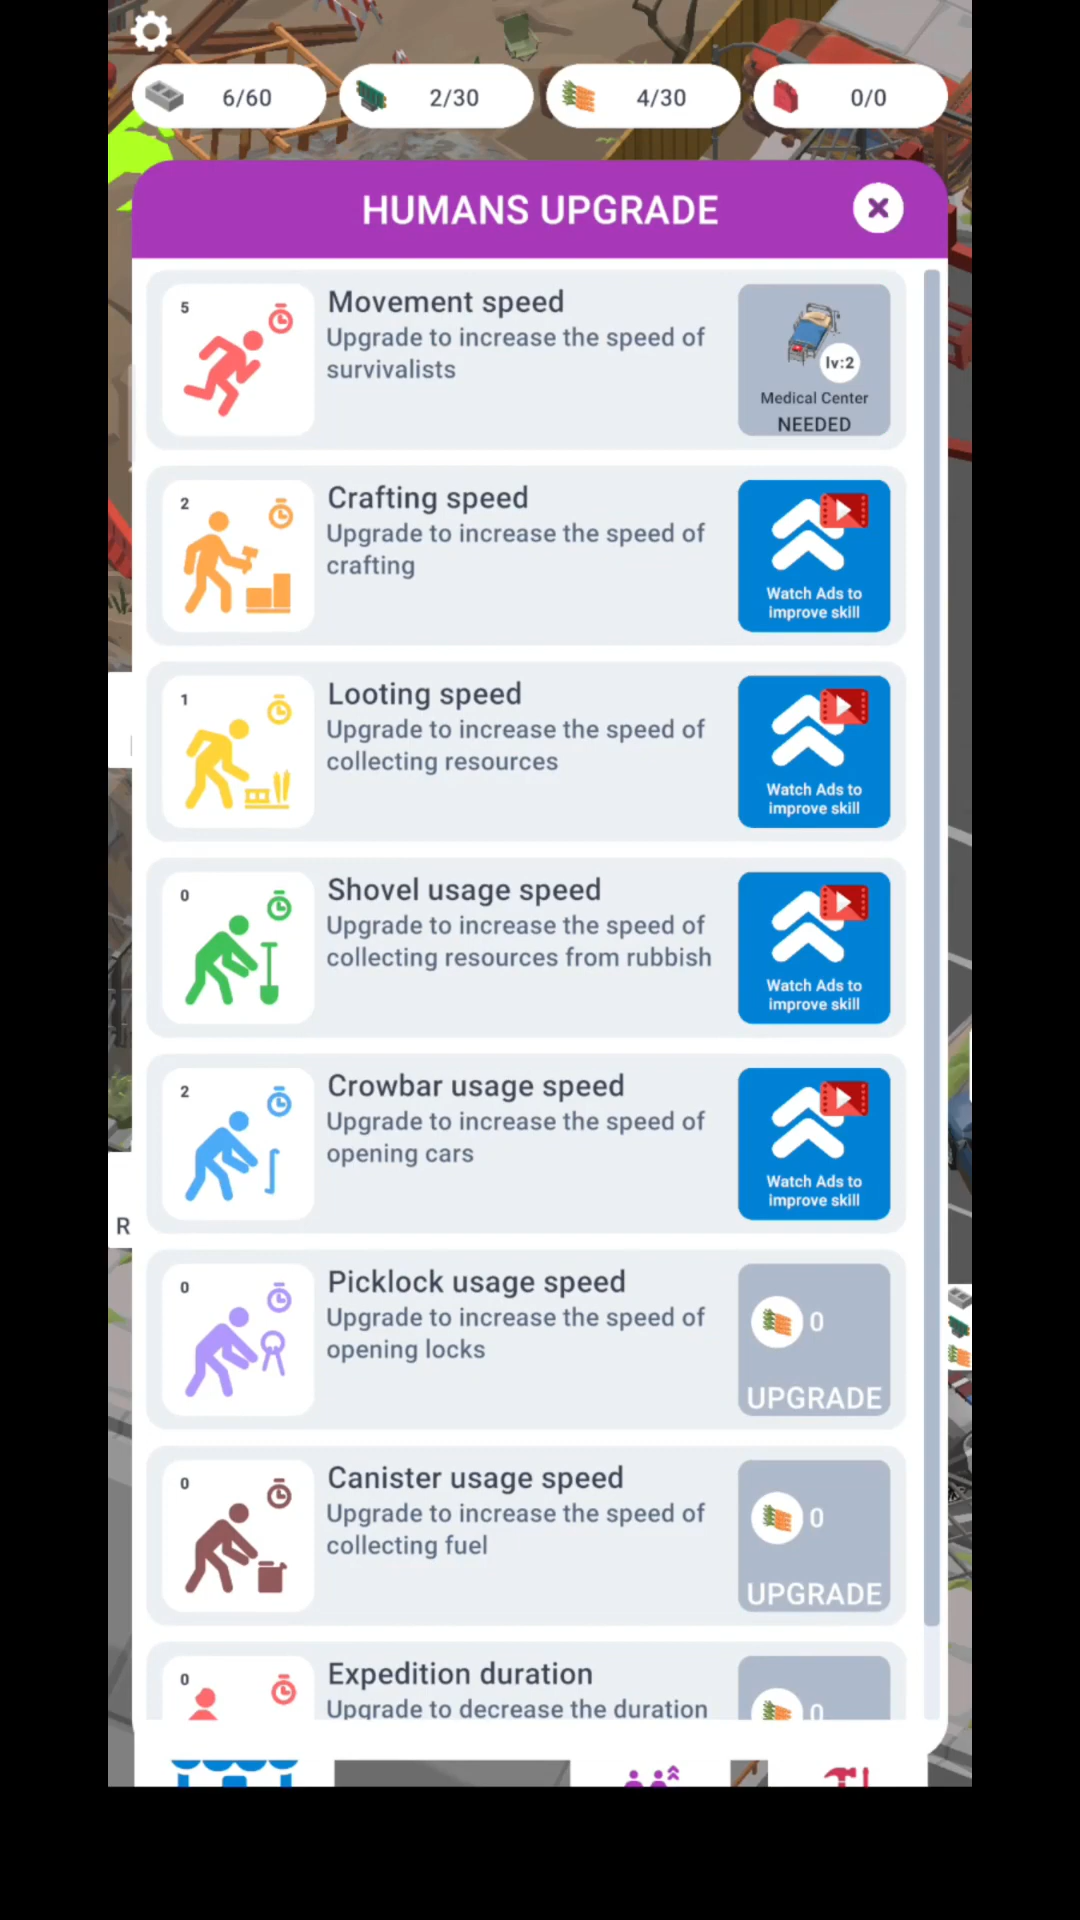 6/60
2/30
4/30
0/0
HUMANS UPGRADE
5
Movement speed
Upgrade to increase the speed of
survivalists
lv:2
Medical Center
NEEDED
2
Crafting speed
Upgrade to increase the speed of
crafting
Watch Ads to
improve skill
1
Looting speed
Upgrade to increase the speed of
collecting resources
Watch Ads to
improve skill
0
Shovel usage speed
Upgrade to increase the speed of
collecting resources from rubbish
Watch Ads to
improve skill
2
Crowbar usage speed
Upgrade to increase the speed of
opening cars
Watch Ads to
improve skill
R
0
Picklock usage speed
Upgrade to increase the speed of
opening locks
0
UPGRADE
0
Canister usage speed
Upgrade to increase the speed of
collecting fuel
0
UPGRADE
0
Expedition duration
Upgrade to decrease the duration
0